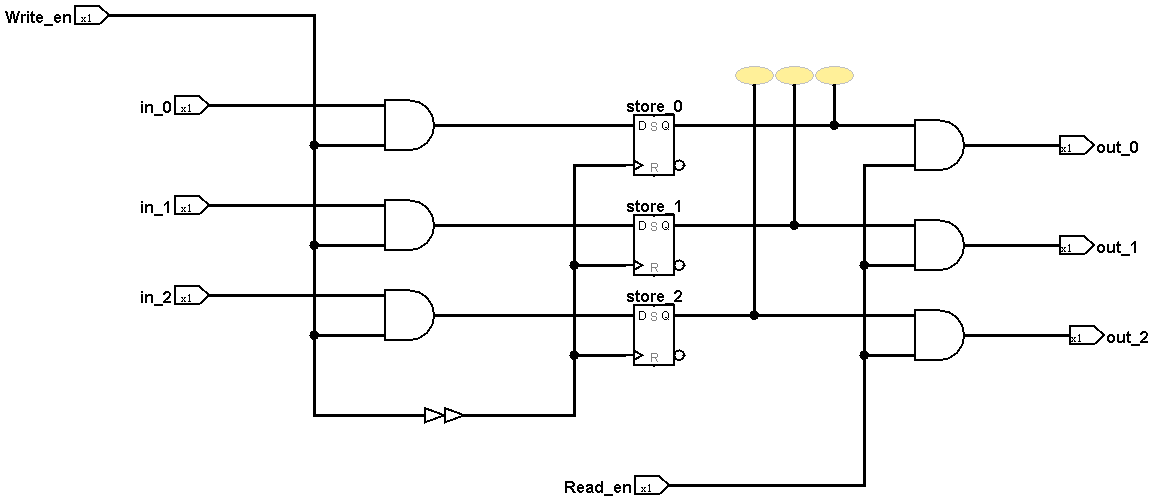 Write_en x1
in_0 x1
store_0
D S Q
R
x1 out_0
in_1 x1
store_1
D S Q
R
x1 out_1
in_2 x1
store_2
D S Q
R
x1 out_2
Read_en x1